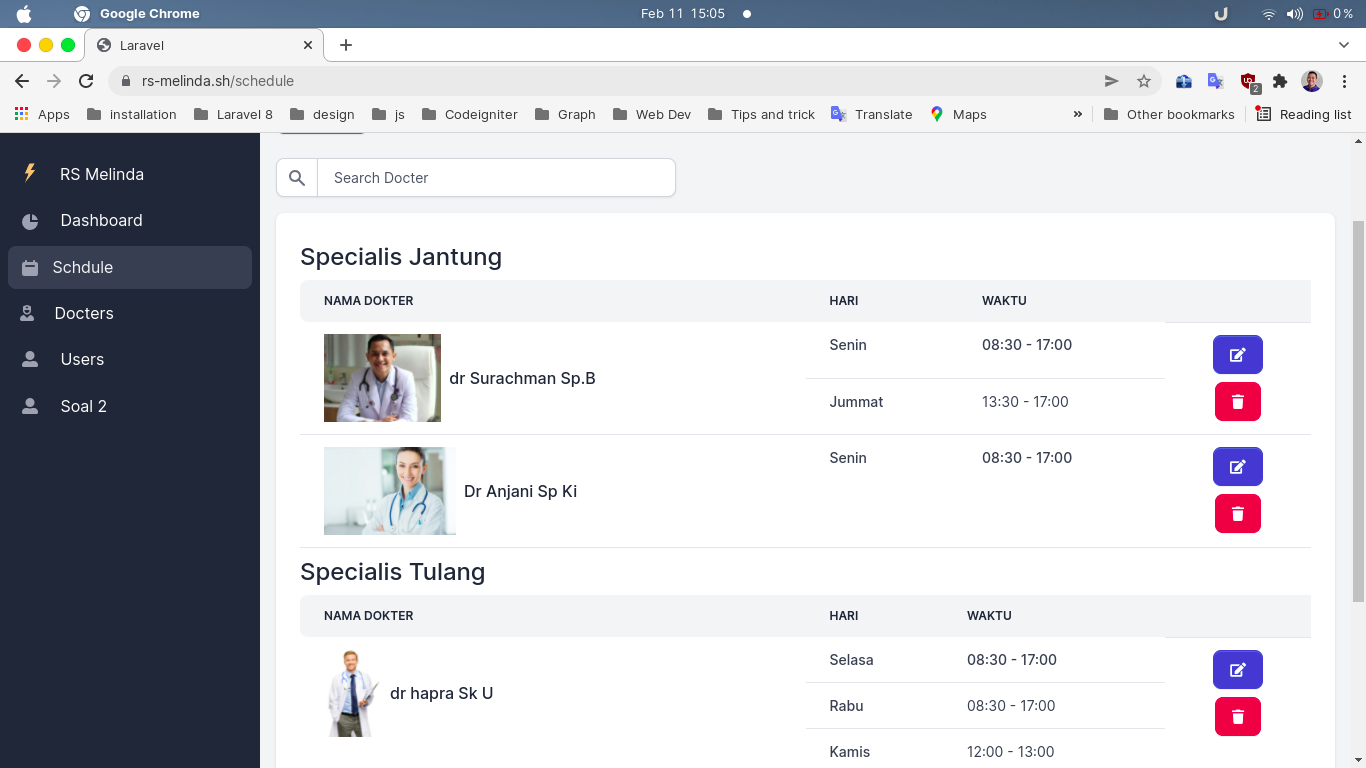 Google Chrome
Feb 11 15:05
0%
Laravel
rs-melinda.sh/schedule
2
Apps
installation
Laravel 8
design
js
Codeigniter
Graph
Web Dev
Tips and trick
Translate
Maps
»
Other bookmarks
Reading list
RS Melinda
Dashboard
Schdule
Docters
Users
Soal 2
Search Docter
Specialis Jantung
NAMA DOKTER HARI WAKTU
dr Surachman Sp.B
Senin 08:30 - 17:00
Jummat 13:30 - 17:00
Dr Anjani Sp Ki
Senin 08:30 - 17:00
Specialis Tulang
NAMA DOKTER HARI WAKTU
dr hapra Sk U
Selasa 08:30 - 17:00
Rabu 08:30 - 17:00
Kamis 12:00 - 13:00